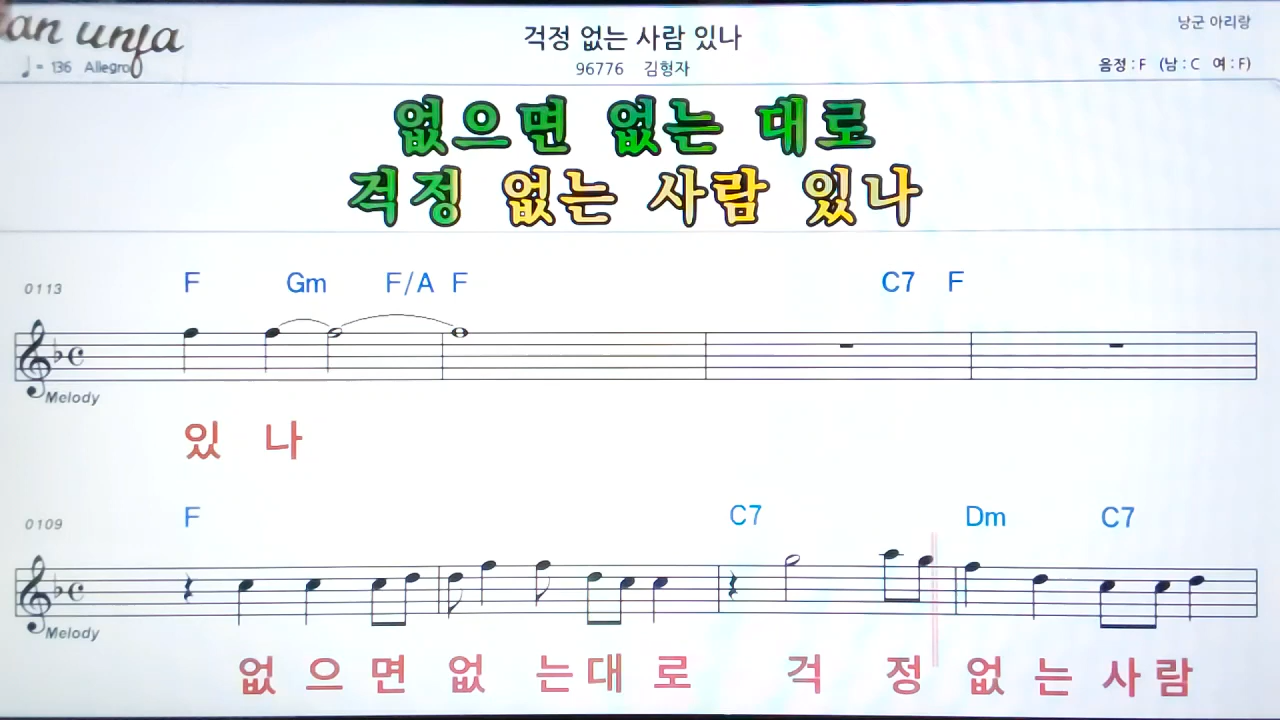 an unja
걱정 없는 사람 있나
낭군 아리랑
♩ = 136 Allegro
96776 김형자
음정 : F (남 : C 여 : F)
없으면 없는 대로
걱정 없는 사람 있나
0113 F Gm F/A F C7 F
Melody
있 나
0109 F C7 Dm C7
Melody
없 으 면 없 는 대 로 걱 정 없 는 사 람